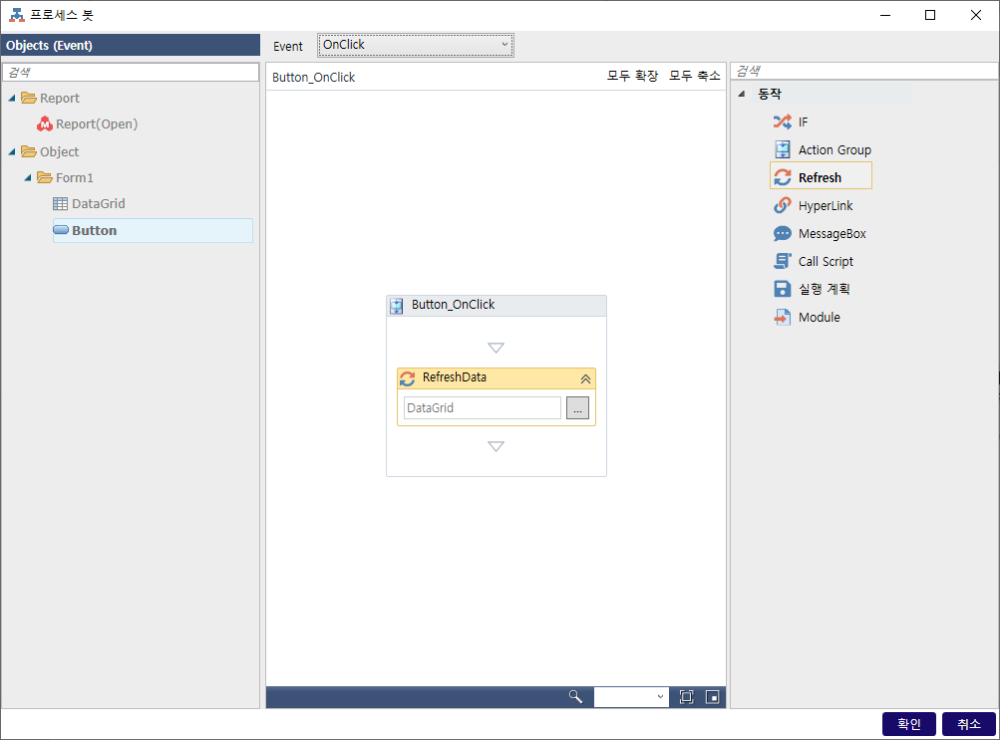 프로세스 봇
Objects (Event)
검색
Report
Report(Open)
Object
Form1
DataGrid
Button
Event
OnClick
Button_OnClick
모두 확장
모두 축소
Button_OnClick
RefreshData
DataGrid
...
검색
동작
IF
Action Group
Refresh
HyperLink
MessageBox
Call Script
실행 계획
Module
확인
취소